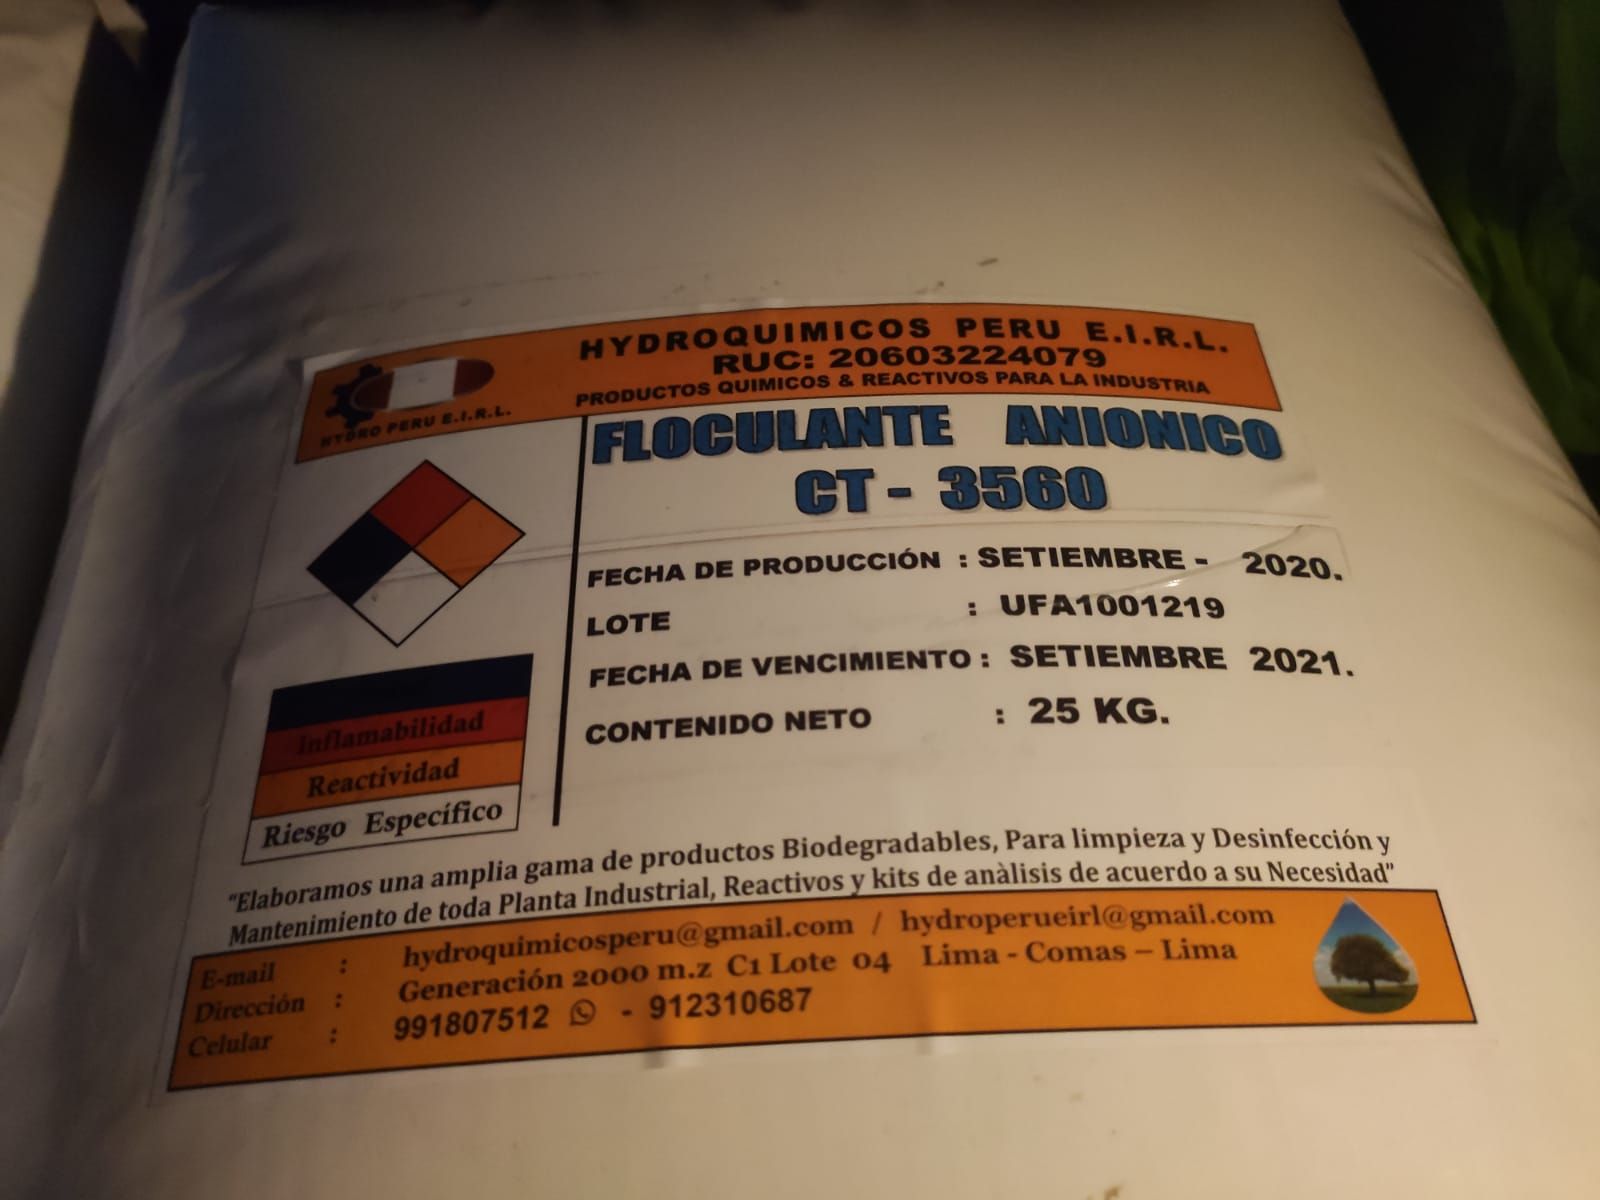 HYDROQUIMICOS PERU E.I.R.L.
RUC: 20603224079
PRODUCTOS QUIMICOS & REACTIVOS PARA LA INDUSTRIA
HYDRO PERU E.I.R.L.
FLOCULANTE ANIONICO
CT - 3560
FECHA DE PRODUCCIÓN : SETIEMBRE - 2020.
LOTE : UFA1001219
FECHA DE VENCIMIENTO : SETIEMBRE 2021.
CONTENIDO NETO : 25 KG.
Inflamabilidad
Reactividad
Riesgo Específico
"Elaboramos una amplia gama de productos Biodegradables, Para limpieza y Desinfección y
Mantenimiento de toda Planta Industrial, Reactivos y kits de anàlisis de acuerdo a su Necesidad"
E-mail : hydroquimicosperu@gmail.com / hydroperueirl@gmail.com
Dirección : Generación 2000 m.z C1 Lote 04 Lima - Comas – Lima
Celular : 991807512 - 912310687